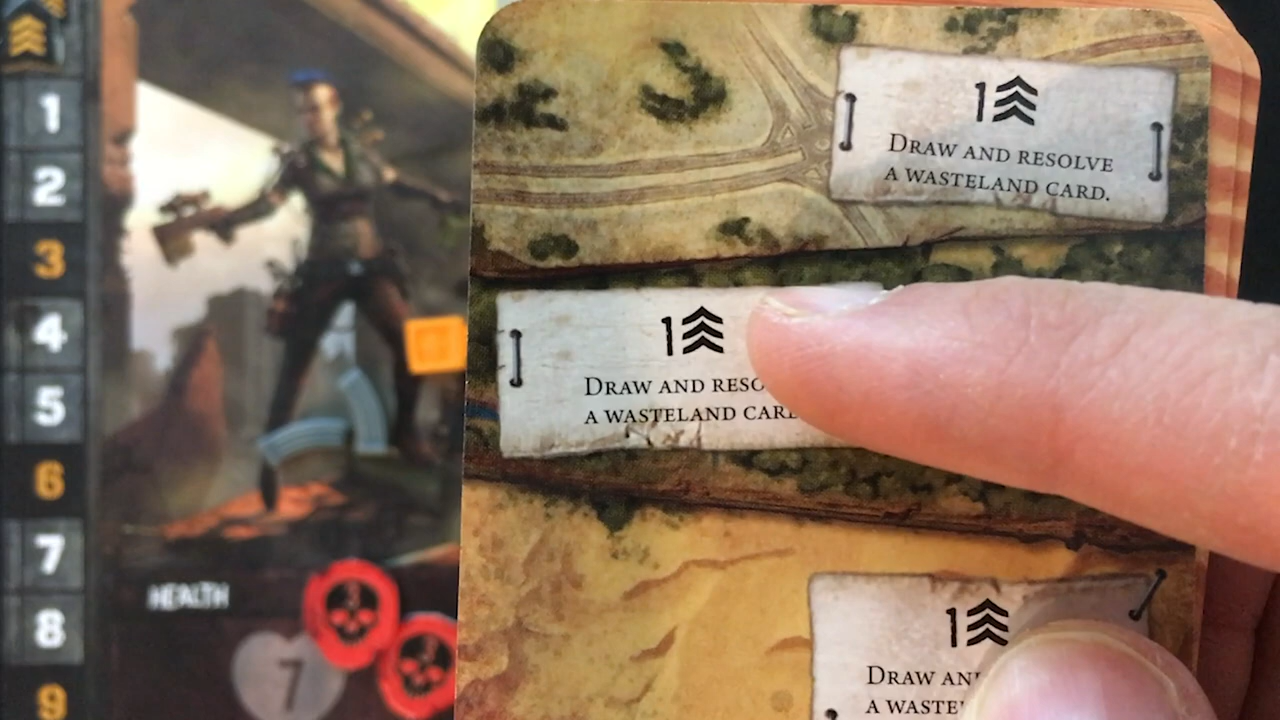 1
2
3
4
5
6
7
8
9
HEALTH
7
1
DRAW AND RESOLVE
A WASTELAND CARD.
1
DRAW AND RESO
A WASTELAND CARD
1
DRAW AN
A WASTE